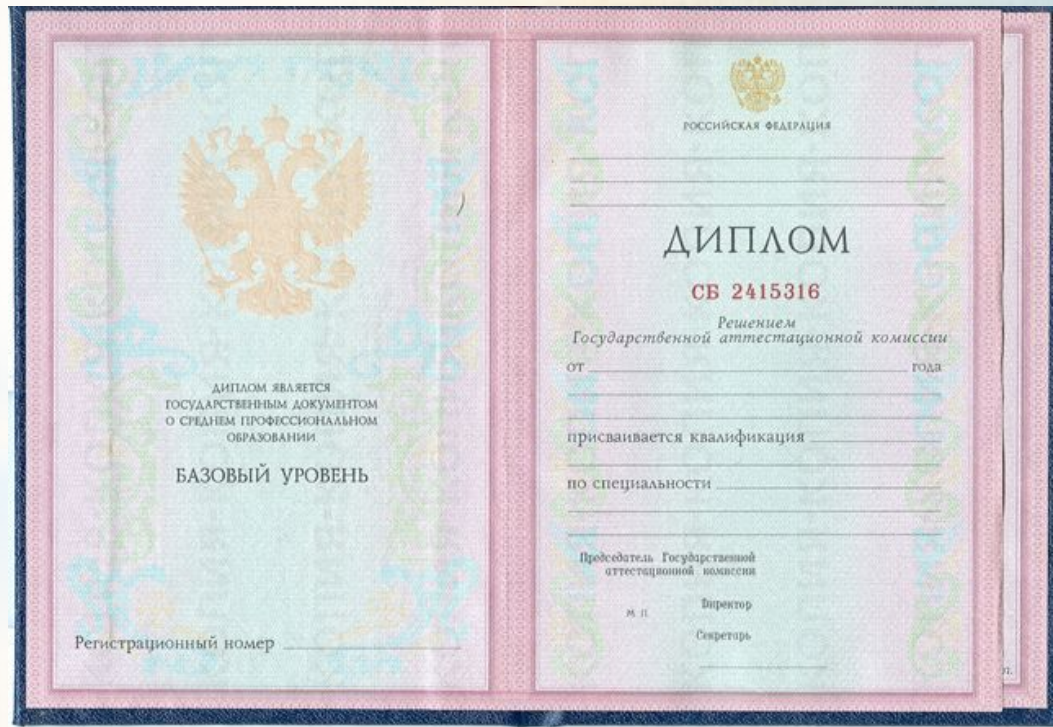 ДИПЛОМ ЯВЛЯЕТСЯ
ГОСУДАРСТВЕННЫМ ДОКУМЕНТОМ
О СРЕДНЕМ ПРОФЕССИОНАЛЬНОМ
ОБРАЗОВАНИИ
БАЗОВЫЙ УРОВЕНЬ
Регистрационный номер
РОССИЙСКАЯ ФЕДЕРАЦИЯ
ДИПЛОМ
СБ 2415316
Решением
Государственной аттестационной комиссии
от года
присваивается квалификация
по специальности
Председатель Государственной
аттестационной комиссии
М П Директор
Секретарь